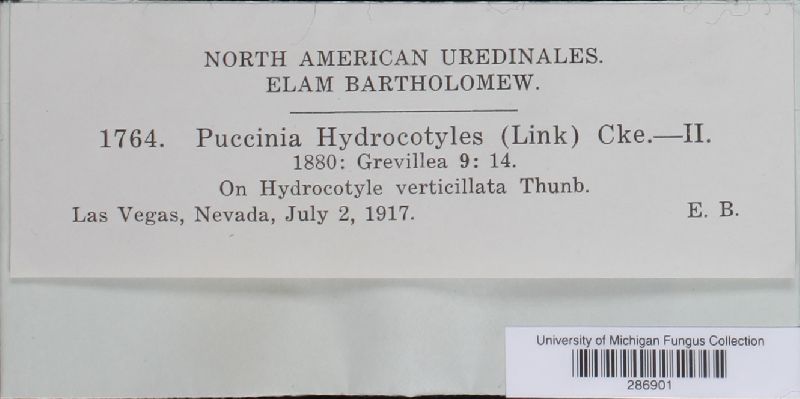 NORTH AMERICAN UREDINALES.
ELAM BARTHOLOMEW.
1764. Puccinia Hydrocotyles (Link) Cke.—II.
1880: Grevillea 9: 14.
On Hydrocotyle verticillata Thunb.
Las Vegas, Nevada, July 2, 1917. E. B.
University of Michigan Fungus Collection
286901